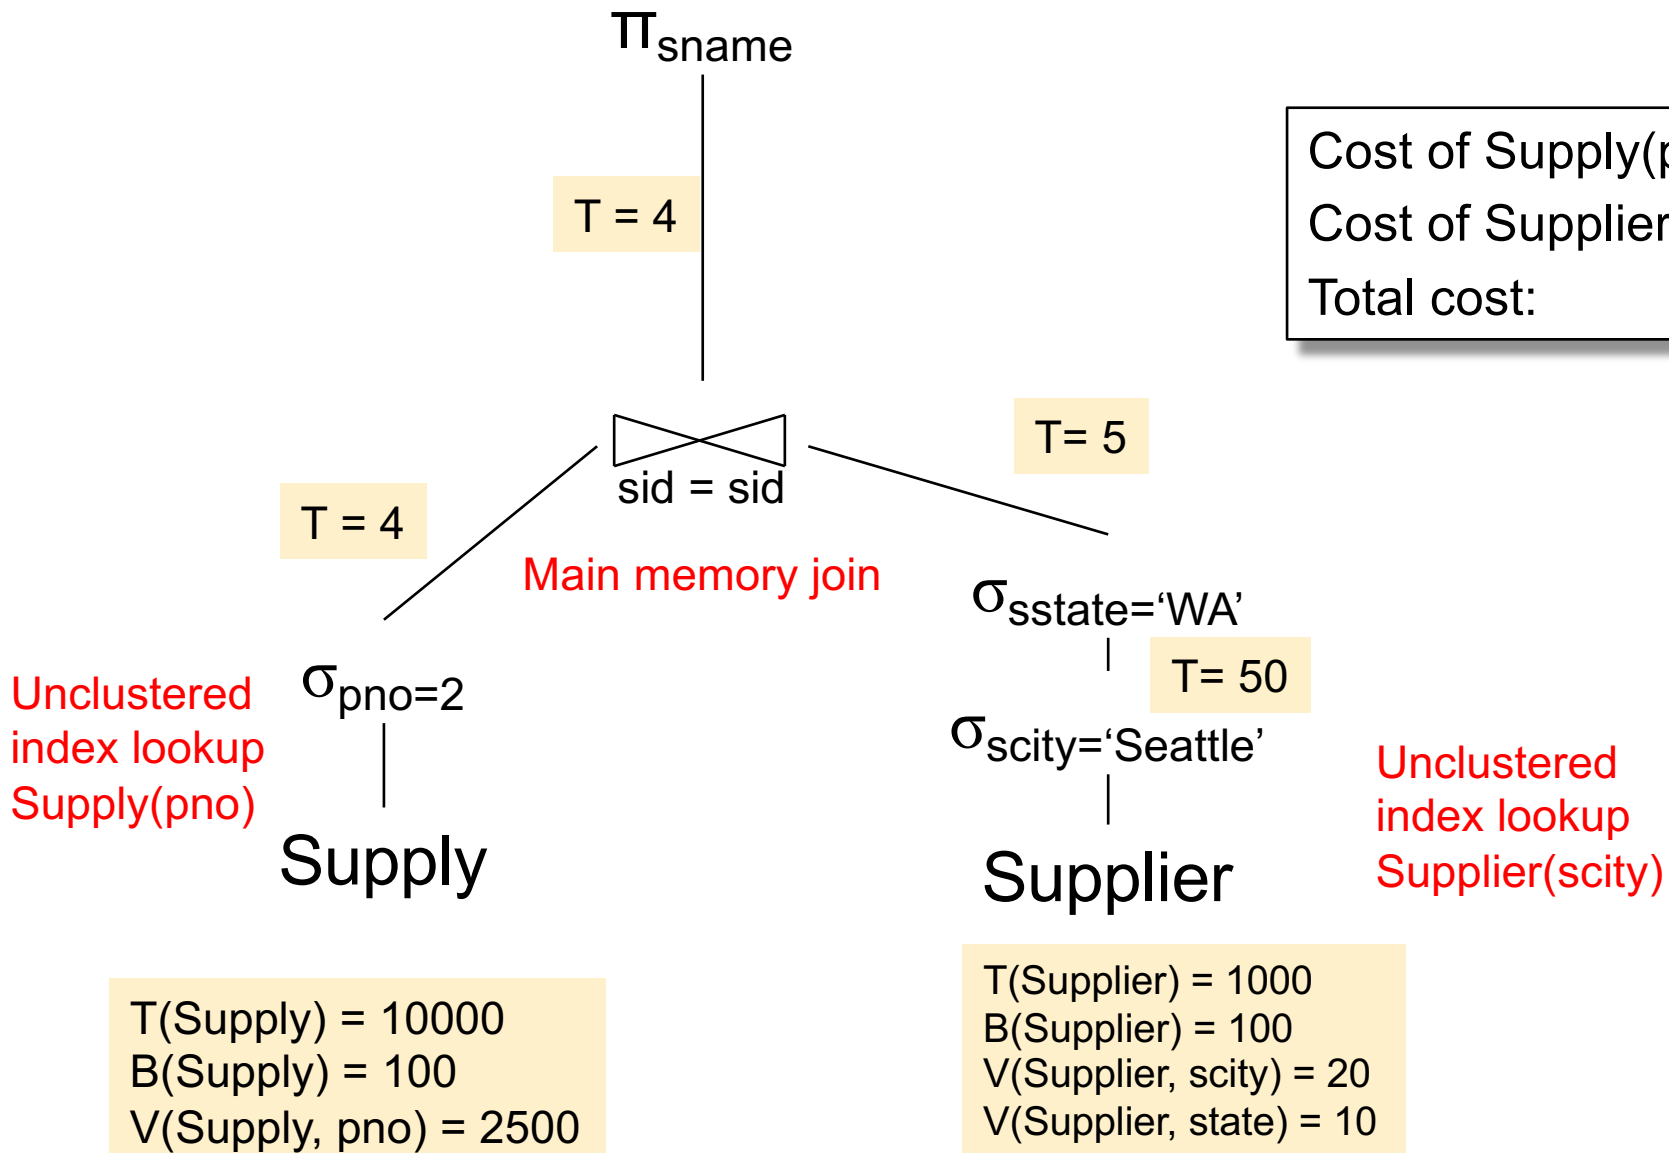 πsname
Cost of Supply(
Cost of Supplier
Total cost:
T = 4
T= 5
sid = sid
T = 4
Main memory join
σsstate=‘WA’
T= 50
Unclustered
index lookup
Supply(pno)
σpno=2
σscity=‘Seattle’
Unclustered
index lookup
Supplier(scity)
Supply
Supplier
T(Supply) = 10000
B(Supply) = 100
V(Supply, pno) = 2500
T(Supplier) = 1000
B(Supplier) = 100
V(Supplier, scity) = 20
V(Supplier, state) = 10